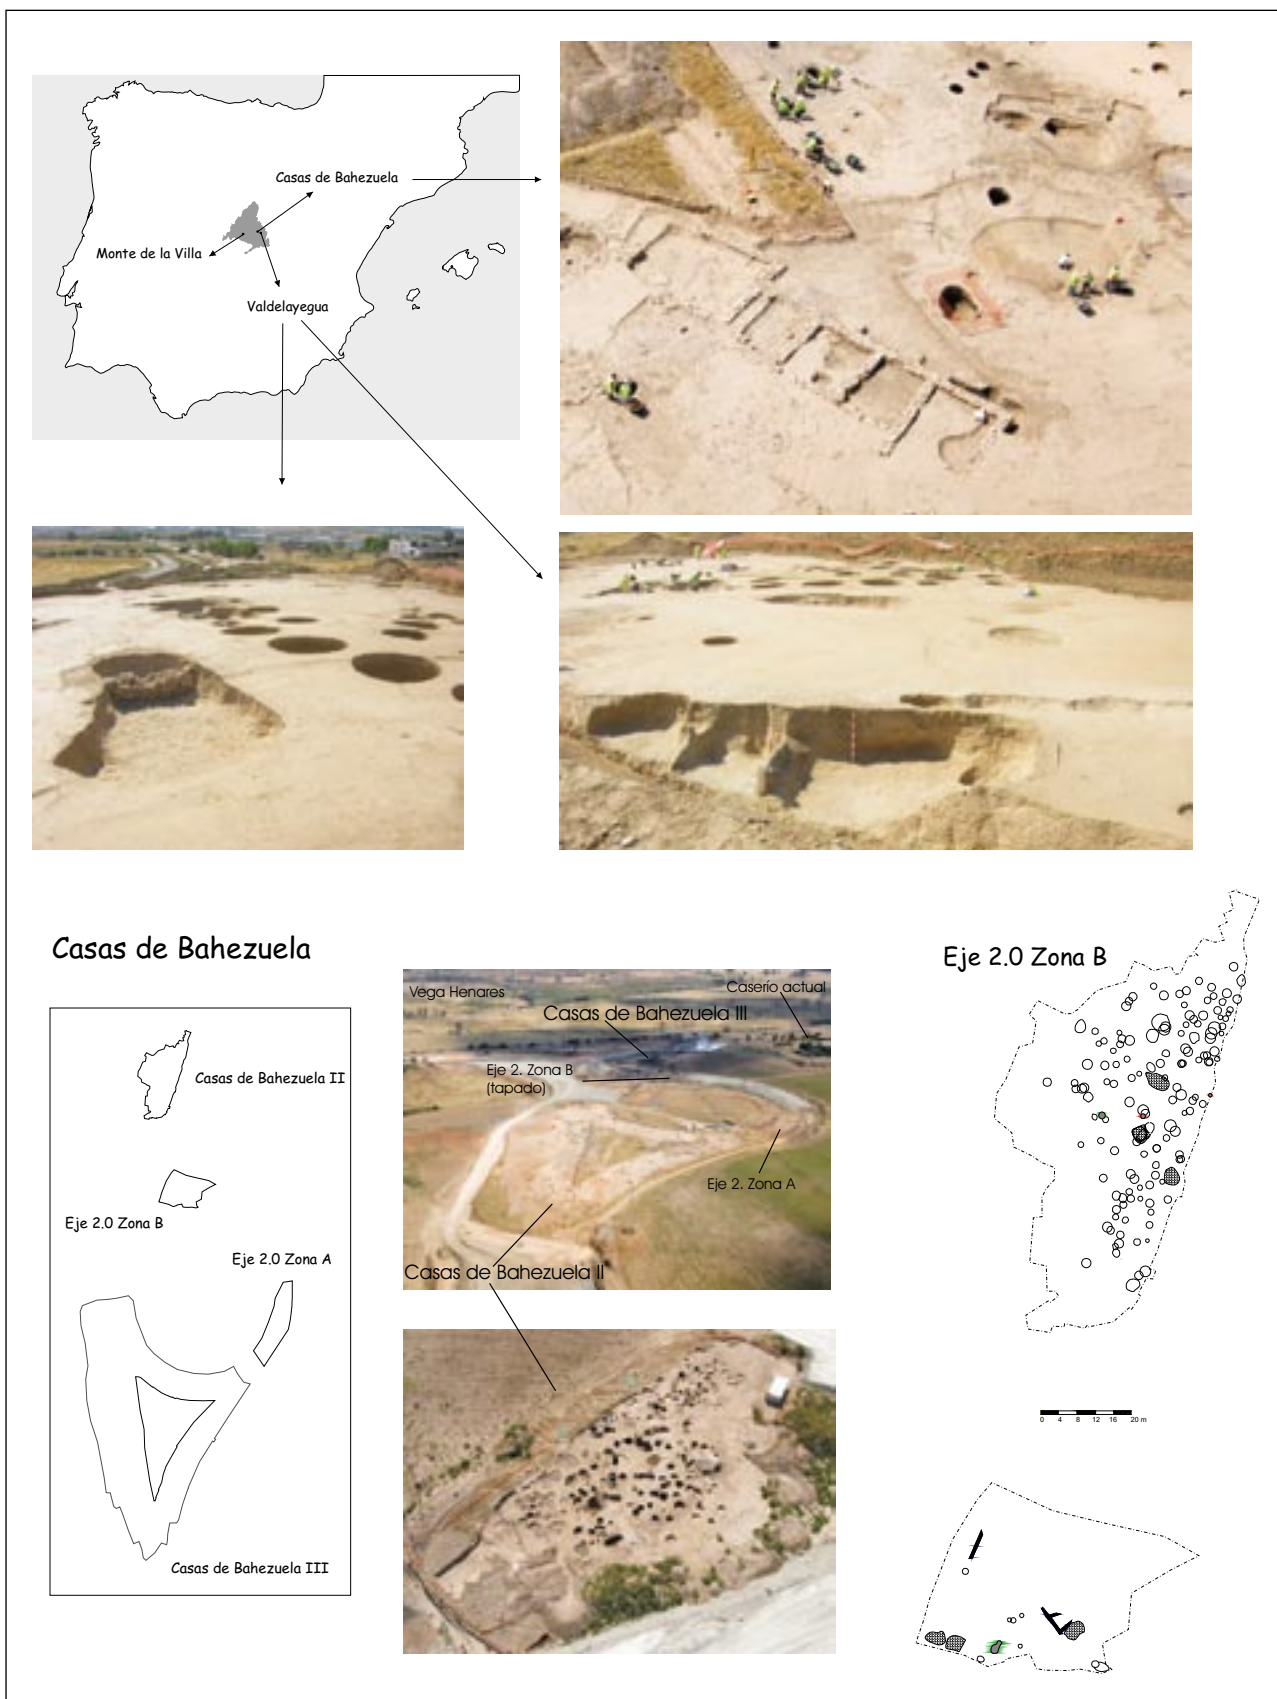 Casas de Bahezuela
Monte de la Villa
Valdelayegua
Casas de Bahezuela
Casas de Bahezuela II
Eje 2.0 Zona B
Eje 2.0 Zona A
Casas de Bahezuela III
Vega Henares
Caserío actual
Casas de Bahezuela III
Eje 2. Zona B
(tapado)
Eje 2. Zona A
Casas de Bahezuela II
Eje 2.0 Zona B
0 4 8 12 16 20 m